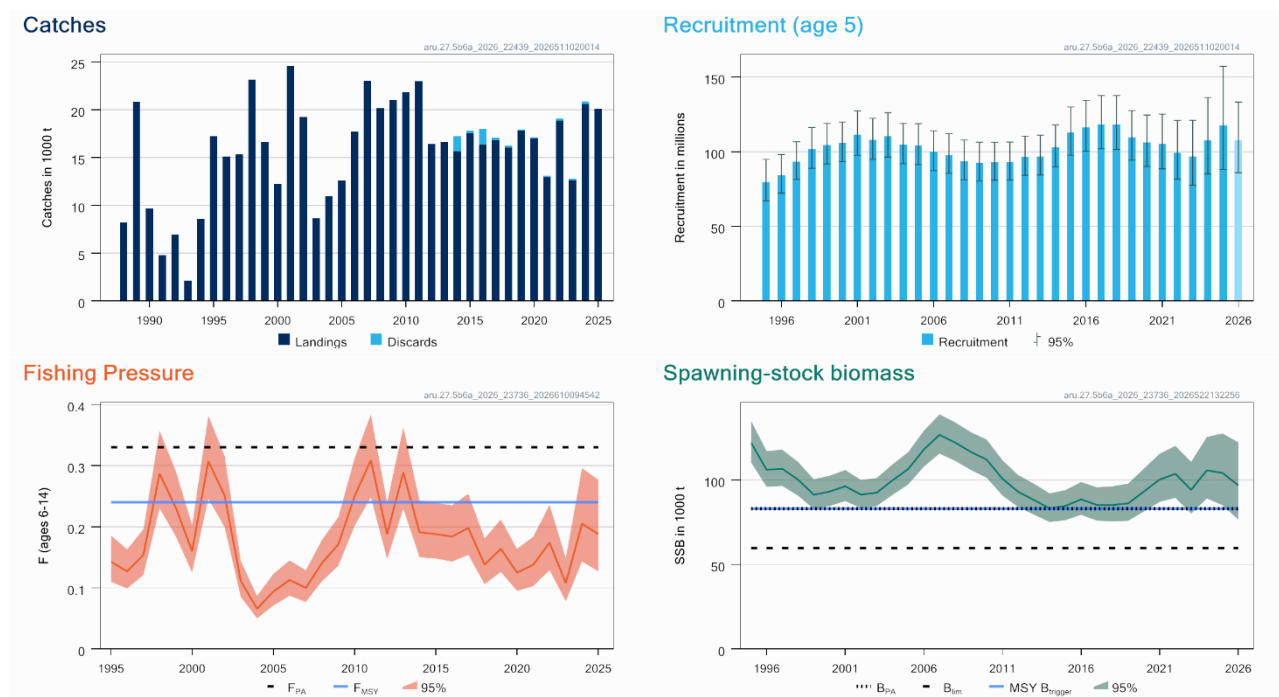 Catches
aru.27.5b6a_2026_22439_2026511020014
Catches in 1000 t
25
20
15
10
5
0
1990 1995 2000 2005 2010 2015 2020 2025
Landings Discards
Recruitment (age 5)
aru.27.5b6a_2026_22439_2026511020014
Recruitment in millions
150
100
50
0
1996 2001 2006 2011 2016 2021 2026
Recruitment 95%
Fishing Pressure
aru.27.5b6a_2026_23736_2026610094542
F (ages 6-14)
0.4
0.3
0.2
0.1
0
1995 2000 2005 2010 2015 2020 2025
FPA FMSY 95%
Spawning-stock biomass
aru.27.5b6a_2026_23736_2026522132256
SSB in 1000 t
100
50
0
1996 2001 2006 2011 2016 2021 2026
BPA Blim MSY Btrigger 95%